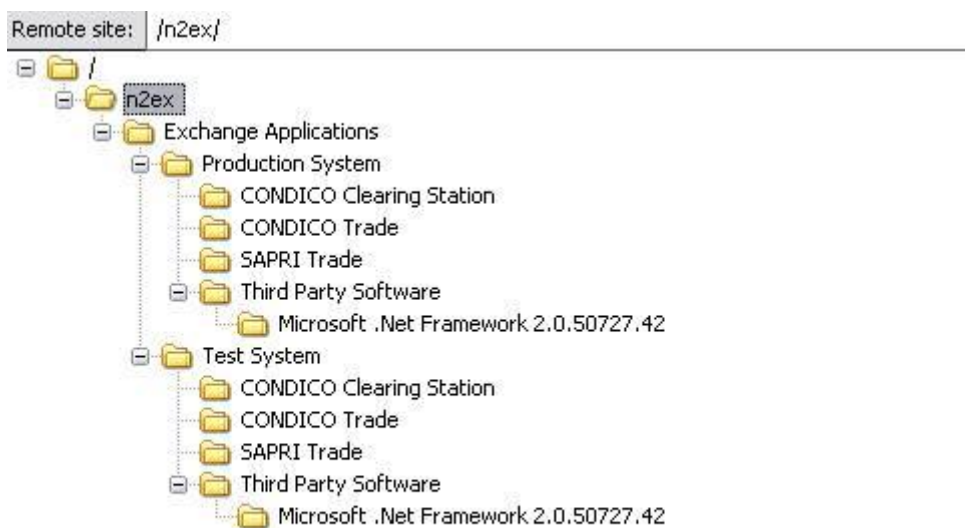 Remote site: /n2ex/
/
n2ex
Exchange Applications
Production System
CONDICO Clearing Station
CONDICO Trade
SAPRI Trade
Third Party Software
Microsoft .Net Framework 2.0.50727.42
Test System
CONDICO Clearing Station
CONDICO Trade
SAPRI Trade
Third Party Software
Microsoft .Net Framework 2.0.50727.42